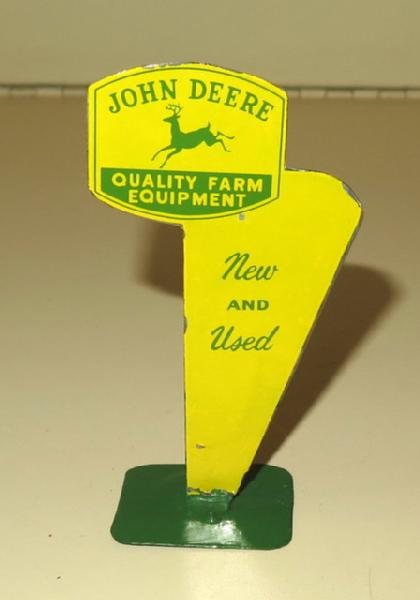 JOHN DEERE
QUALITY FARM
EQUIPMENT
New
AND
Used